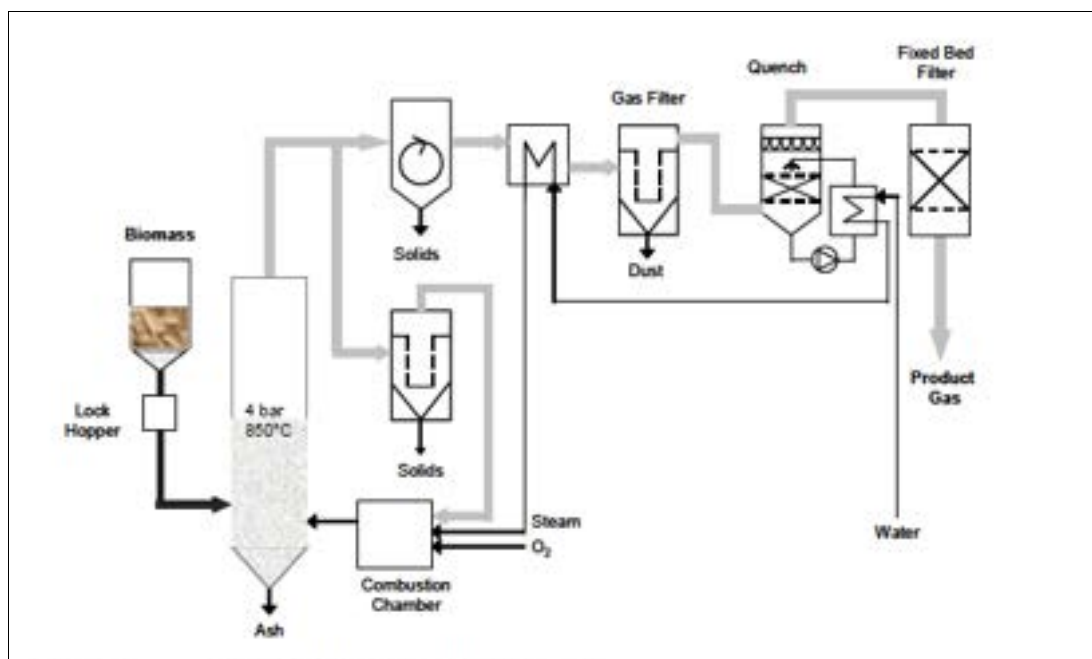 Fixed Bed
Filter
Quench
Gas Filter
Solids
Biomass
Dust
Product
Gas
Lock
Hopper
4 bar
850°C
Solids
Steam
O₂
Water
Combustion
Chamber
Ash